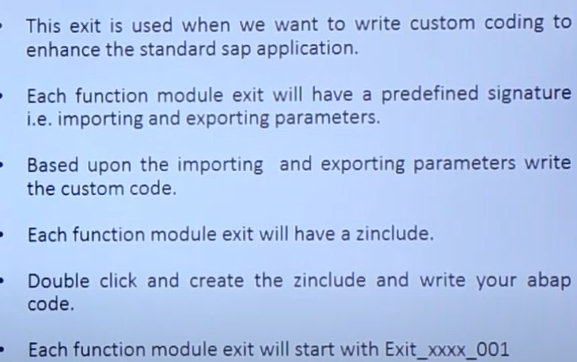 • This exit is used when we want to write custom coding to
enhance the standard sap application.
• Each function module exit will have a predefined signature
i.e. importing and exporting parameters.
• Based upon the importing and exporting parameters write
the custom code.
• Each function module exit will have a zinclude.
• Double click and create the zinclude and write your abap
code.
• Each function module exit will start with Exit_xxxx_001